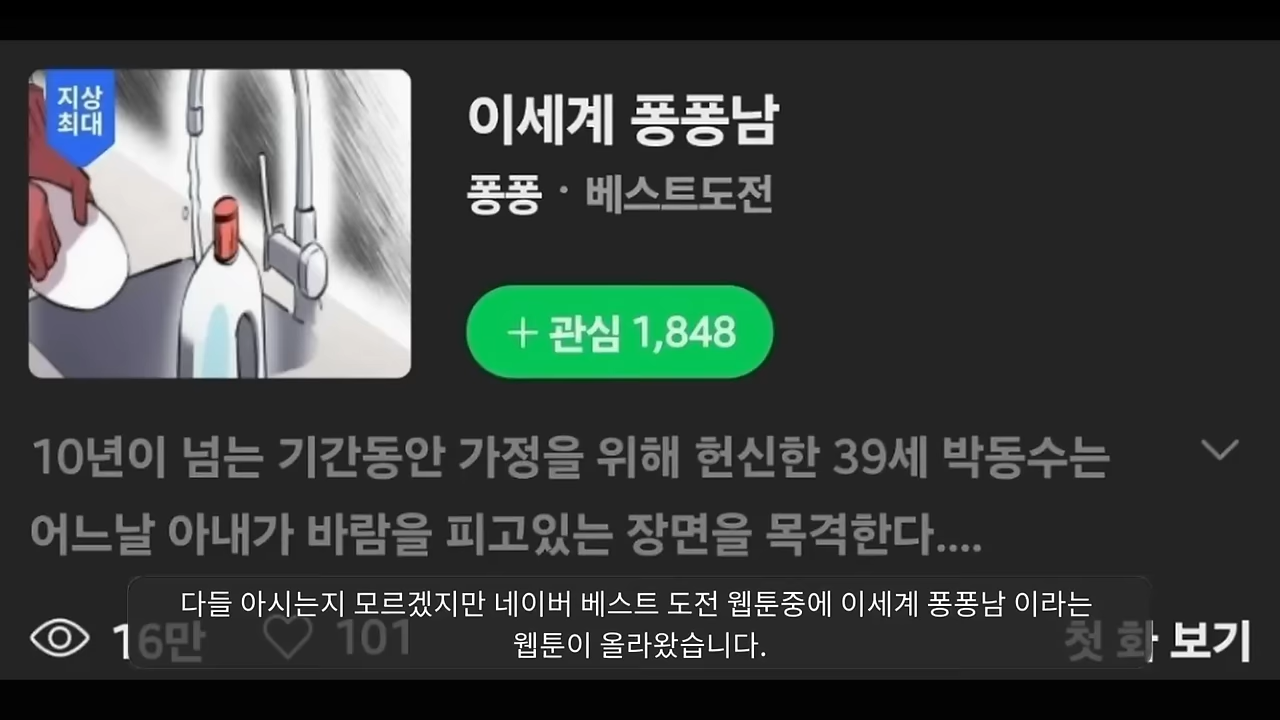 지상
최대
이세계 퐁퐁남
퐁퐁 · 베스트도전
+ 관심 1,848
10년이 넘는 기간동안 가정을 위해 헌신한 39세 박동수는
어느날 아내가 바람을 피고있는 장면을 목격한다....
다들 아시는지 모르겠지만 네이버 베스트 도전 웹툰중에 이세계 퐁퐁남 이라는
웹툰이 올라왔습니다.
16만 101 첫 화 보기